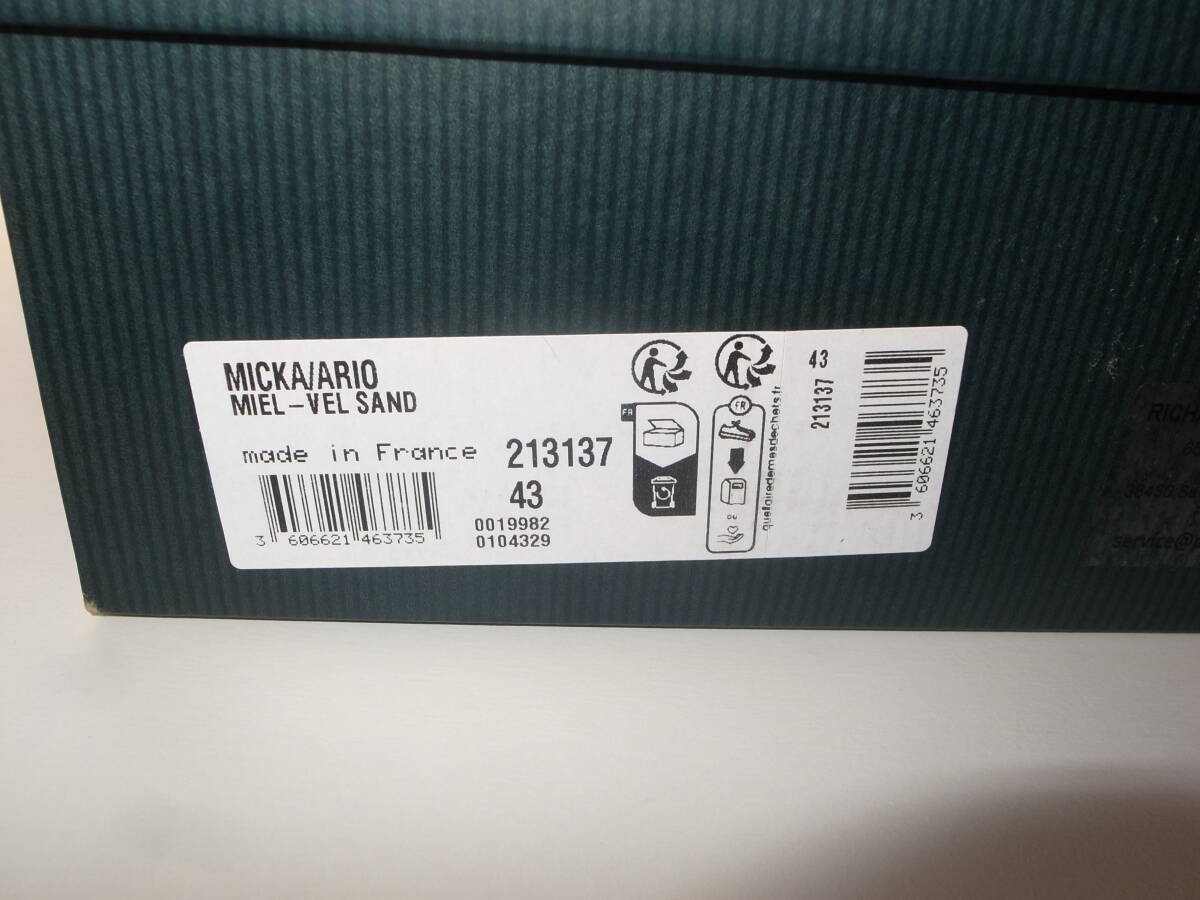 MICKA/ARIO
MIEL-VEL SAND
made in France
213137
43
3 606621 463735
0019982
0104329
FR
FR
quefairedemesdechets.fr
43
213137
3 606621 463735
RICH
service@p